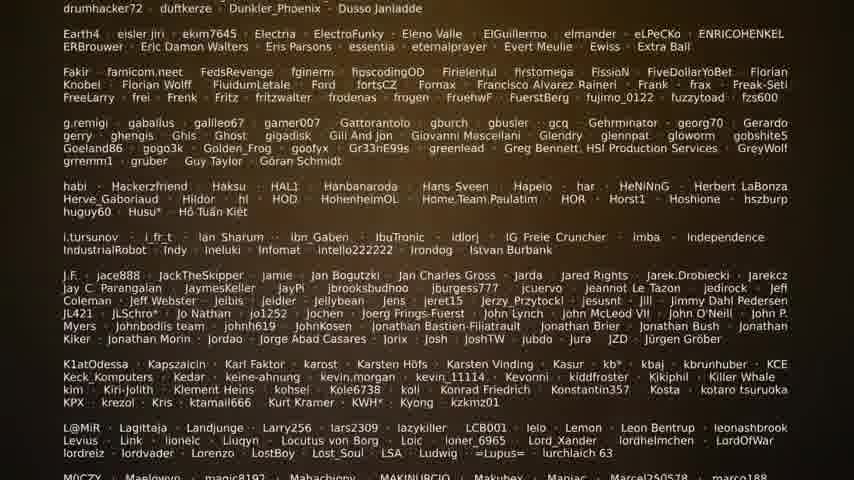 drumhacker72 · duftkerze · Dunkler_Phoenix · Dusso Janladde
Earth4 · eisler jiri · ekim7645 · Electria · ElectroFunky · Eleno Valle · ElGuillermo · elmander · eLPeCKo · ENRICOHENKEL
ERBrouwer · Eric Damon Walters · Eris Parsons · essentia · eternalprayer · Evert Meulie · Ewiss · Extra Ball
Fakir · famicom.neet · FedsRevenge · fginerm · fipscodingOD · Firielentul · firstomega · FissioN · FiveDollarYoBet · Florian
Knobel · Florian Wolff · FluidumLetale · Ford · fortsCZ · Fornax · Francisco Alvarez Raineri · Frank · frax · Freak-Seti
FreeLarry · frei · Frenk · Fritz · fritzwalter · frodenas · frogen · FruehwF · FuerstBerg · fujimo_0122 · fuzzytoad · fzs600
g.remigi · gaballus · galileo67 · gamer007 · Gattorantolo · gburch · gbusler · gcq · Gehrminator · georg70 · Gerardo
gerry · ghengis · Ghis · Ghost · gigadisk · Gill And Jon · Giovanni Mascellani · Glendry · glennpat · gloworm · gobshite5
Goeland86 · gogo3k · Golden_Frog · goofyx · Gr33nE99s · greenlead · Greg Bennett, HSI Production Services · GreyWolf
grremm1 · gruber · Guy Taylor · Göran Schmidt
habi · Hackerzfriend · Haksu · HAL1 · Hanbanaroda · Hans Sveen · Hapelo · har · HeNiNnG · Herbert LaBonza
Herve_Gaboriaud · Hildor · hl · HOD · HohenheimOL · Home.Team.Paulatim · HOR · Horst1 · Hoshione · hszburp
huguy60 · Husu* · Hồ Tuấn Kiệt
i.tursunov · i_fr_t · Ian Sharum · ibn_Gaben · IbuTronic · idlorj · IG Freie Cruncher · imba · Independence
IndustrialRobot · Indy · Ineluki · Infomat · intello222222 · Irondog · Istvan Burbank
J.F. · jace888 · JackTheSkipper · Jamie · Jan Bogutzki · Jan Charles Gross · Jarda · Jared Rights · Jarek.Drobiecki · Jarekcz
Jay C. Parangalan · JaymesKeller · JayPi · jbrooksbudhoo · jburgess777 · jcuervo · Jeannot Le Tazon · jedirock · Jeff
Coleman · Jeff Webster · Jeibis · Jeidler · Jellybean · Jens · jeret15 · Jerzy_Przytockl · jesusnt · Jill · Jimmy Dahl Pedersen
JL421 · JLSchro* · Jo Nathan · jo1252 · Jochen · Joerg Frings-Fuerst · John Lynch · John McLeod VII · John O'Neill · John P.
Myers · Johnbodlis team · johnh619 · JohnKosen · Jonathan Bastien-Filiatrault · Jonathan Brier · Jonathan Bush · Jonathan
Kiker · Jonathan Morin · Jordao · Jorge Abad Casares · Jorix · Josh · JoshTW · jubdo · Jura · JZD · Jürgen Gröber
K1atOdessa · Kapszaicin · Karl Faktor · karost · Karsten Höfs · Karsten Vinding · Kasur · kb* · kbaj · kbrunhuber · KCE
Keck_Komputers · Kedar · keine-ahnung · kevin.morgan · kevin_11114 · Kevomni · kiddfroster · Kikiphil · Killer Whale
kim · Kiri-Jolith · Klement Heins · kohsei · Kole6738 · koli · Konrad Friedrich · Konstantin357 · Kosta · kotaro tsuruoka
KPX · krezol · Kris · ktamail666 · Kurt Kramer · KWH* · Kyong · kzkmz01
L@MiR · Lagittaja · Landjunge · Larry256 · lars2309 · lazykiller · LCB001 · lelo · Lemon · Leon Bentrup · leonashbrook
Levius · Link · lionelc · Liuqyn · Locutus von Borg · Loic · loner_6965 · Lord_Xander · lordhelmchen · LordOfWar
lordreiz · lordvader · Lorenzo · LostBoy · Lost_Soul · LSA · Ludwig · =Lupus= · lurchlaich 63
M0CZY · Maelgwyn · magic8192 · Mahachigny · MAKINURCIO · Makubex · Maniac · Marcel250578 · marco188